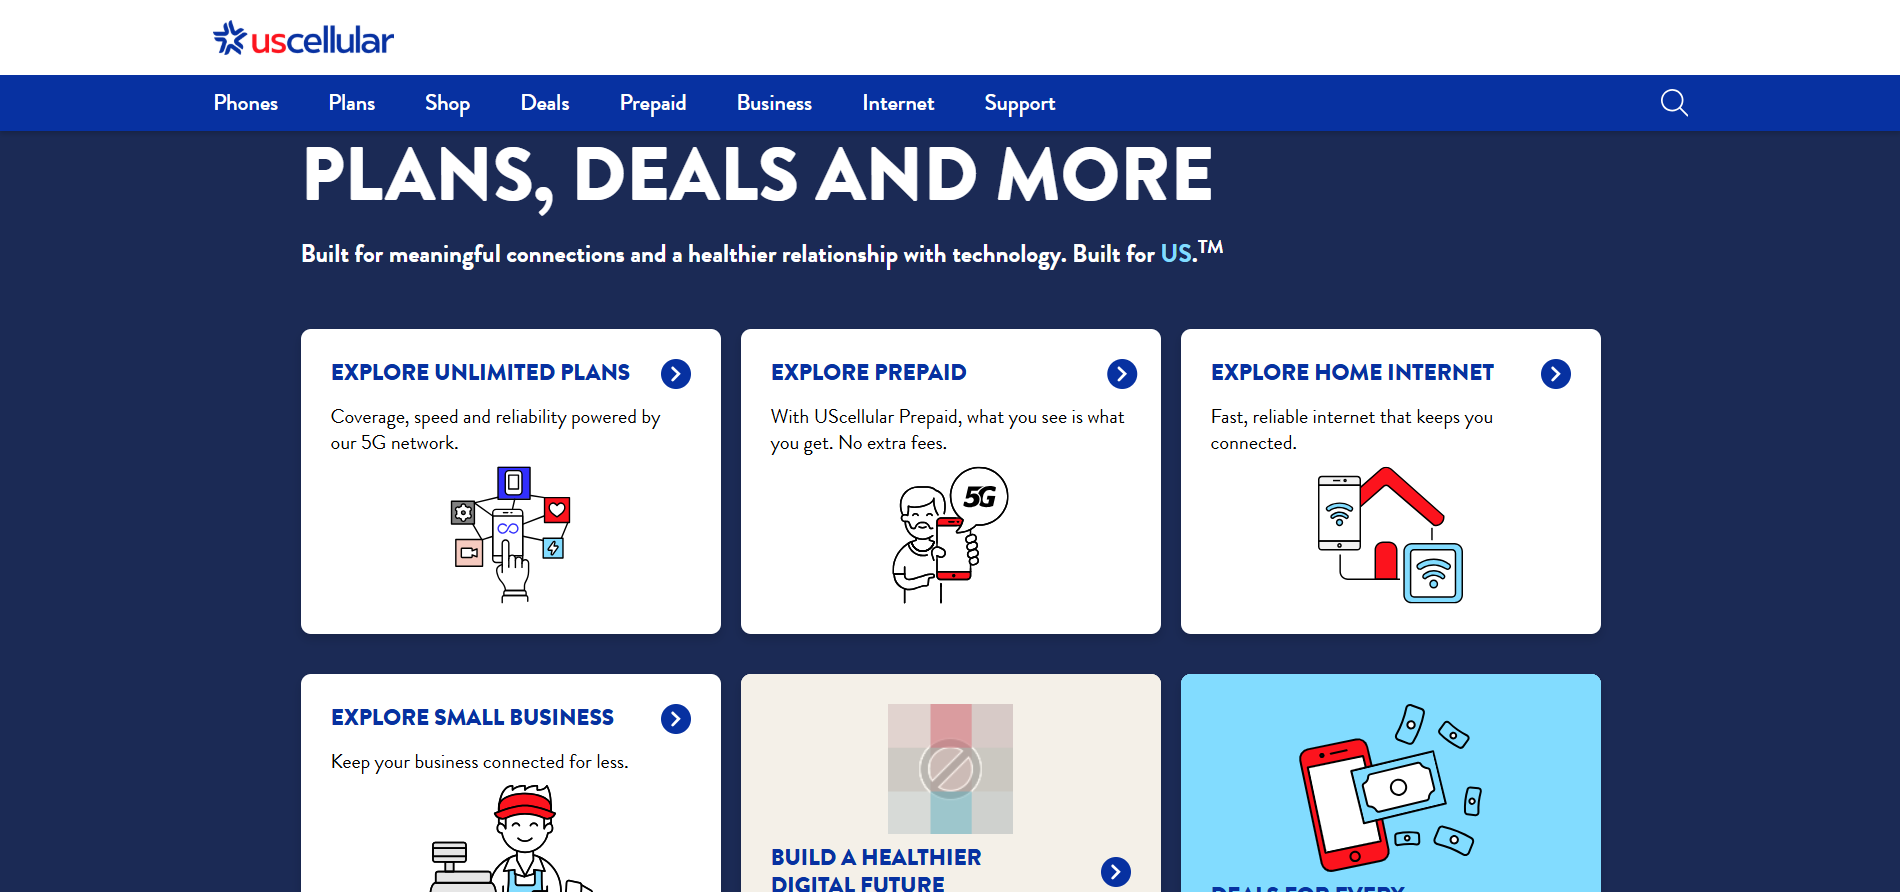 uscellular
Phones Plans Shop Deals Prepaid Business Internet Support
PLANS, DEALS AND MORE
Built for meaningful connections and a healthier relationship with technology. Built for US.™
EXPLORE UNLIMITED PLANS
Coverage, speed and reliability powered by
our 5G network.
EXPLORE PREPAID
With UScellular Prepaid, what you see is what
you get. No extra fees.
5G
EXPLORE HOME INTERNET
Fast, reliable internet that keeps you
connected.
EXPLORE SMALL BUSINESS
Keep your business connected for less.
BUILD A HEALTHIER
DIGITAL FUTURE
DEALS FOR EVERY